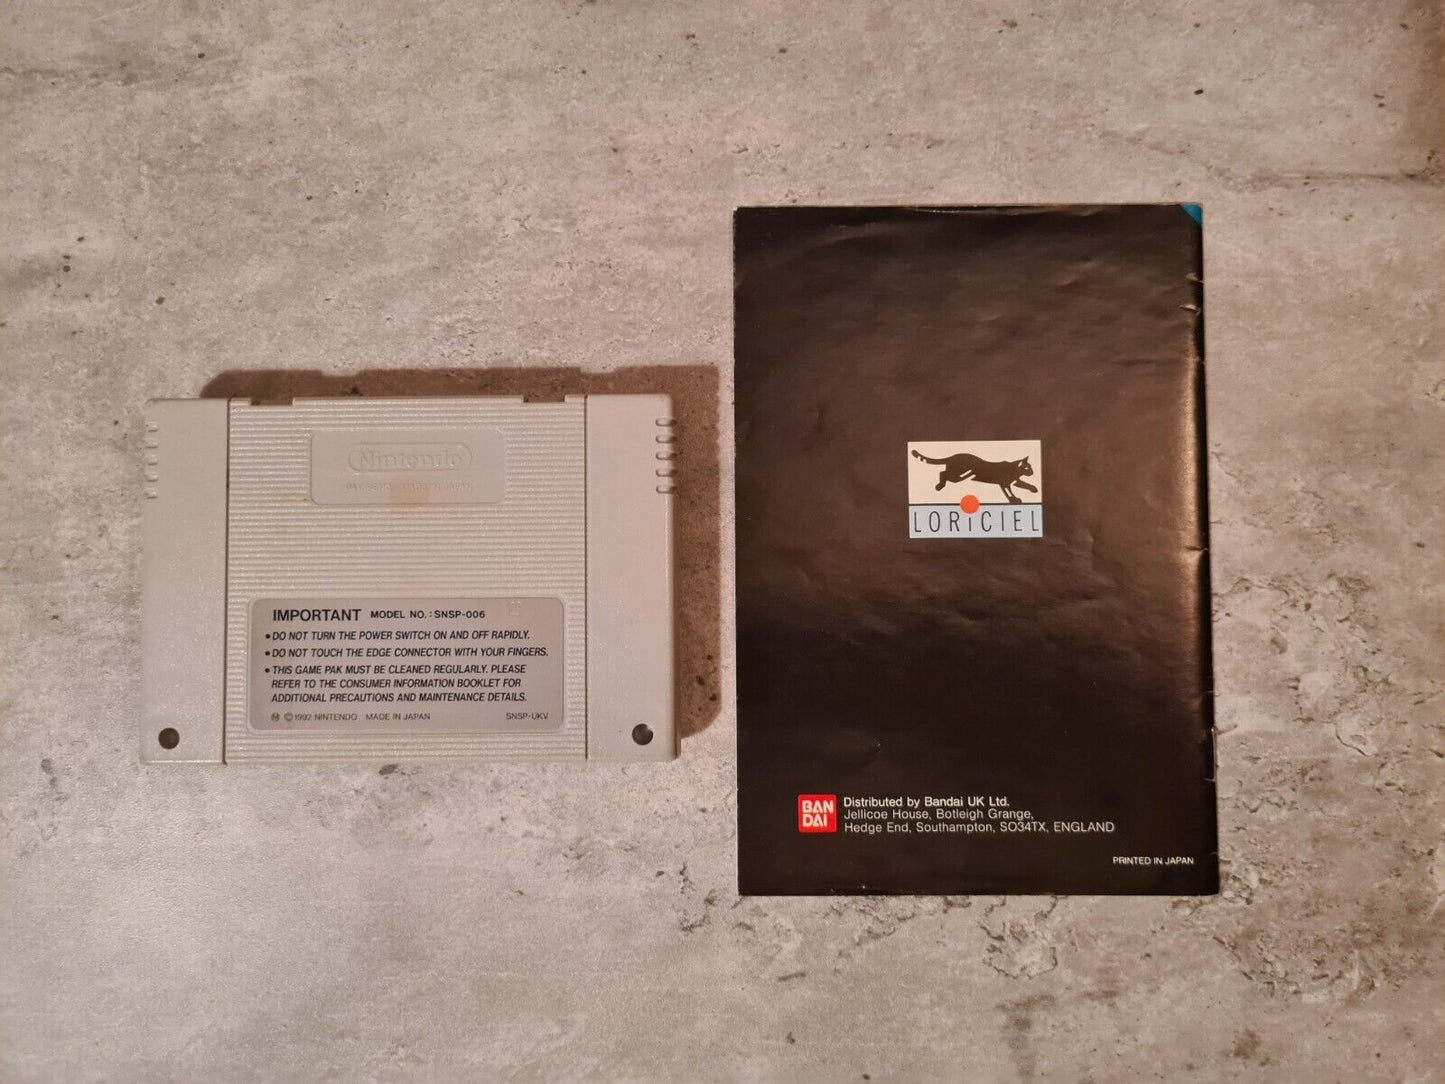 Nintendo
IMPORTANT MODEL NO.: SNSP-006
• DO NOT TURN THE POWER SWITCH ON AND OFF RAPIDLY.
• DO NOT TOUCH THE EDGE CONNECTOR WITH YOUR FINGERS.
• THIS GAME PAK MUST BE CLEANED REGULARLY. PLEASE
REFER TO THE CONSUMER INFORMATION BOOKLET FOR
ADDITIONAL PRECAUTIONS AND MAINTENANCE DETAILS.
Ⓜ ©1992 NINTENDO MADE IN JAPAN SNSP-UKV
LORICIEL
BAN
DAI
Distributed by Bandai UK Ltd.
Jellicoe House, Botleigh Grange,
Hedge End, Southampton, SO34TX, ENGLAND
PRINTED IN JAPAN